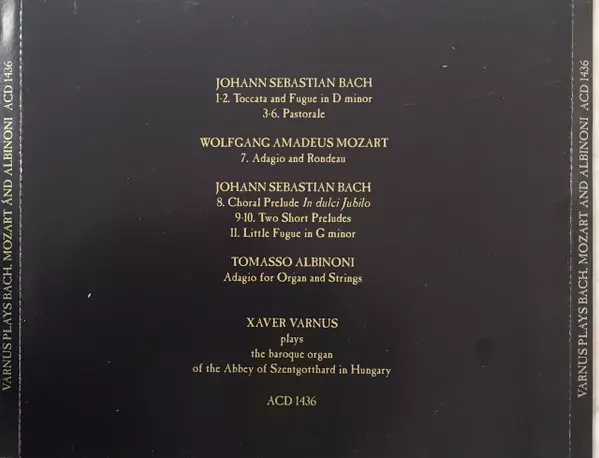 VARNUS PLAYS BACH, MOZART AND ALBINONI ACD 1436
JOHANN SEBASTIAN BACH
1-2. Toccata and Fugue in D minor
3-6. Pastorale
WOLFGANG AMADEUS MOZART
7. Adagio and Rondeau
JOHANN SEBASTIAN BACH
8. Choral Prelude In dulci Jubilo
9-10. Two Short Preludes
11. Little Fugue in G minor
TOMASSO ALBINONI
Adagio for Organ and Strings
XAVER VARNUS
plays
the baroque organ
of the Abbey of Szentgotthard in Hungary
ACD 1436
VARNUS PLAYS BACH, MOZART AND ALBINONI ACD 1436